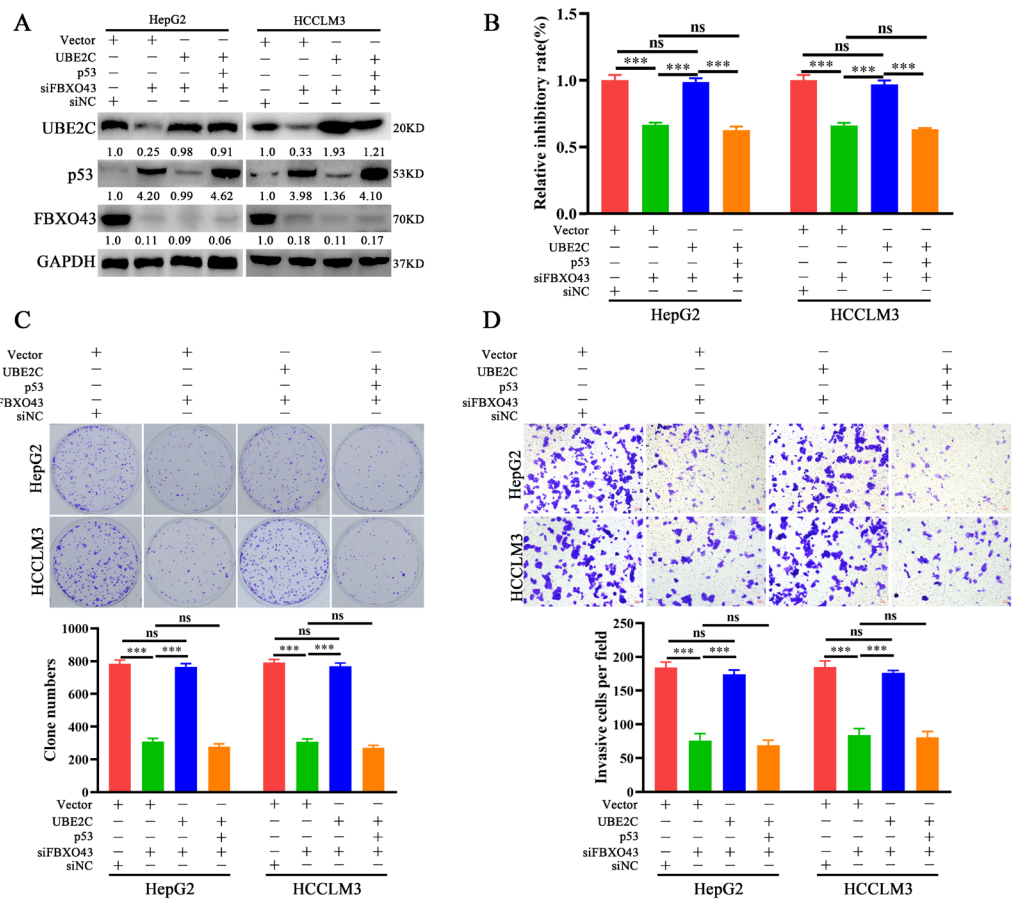 A
HepG2 HCCLM3
Vector + + − − + + − −
UBE2C − − + + − − + +
p53 − − − + − − − +
siFBXO43 − + + + − + + +
siNC + − − − + − − −
UBE2C 20KD
1.0 0.25 0.98 0.91 1.0 0.33 1.93 1.21
p53 53KD
1.0 4.20 0.99 4.62 1.0 3.98 1.36 4.10
FBXO43 70KD
1.0 0.11 0.09 0.06 1.0 0.18 0.11 0.17
GAPDH 37KD
B
Relative inhibitory rate(%)
1.5
1.0
0.5
0.0
ns ns
ns ns
*** *** *** *** *** ***
Vector + + − − + + − −
UBE2C − − + + − − + +
p53 − − − + − − − +
siFBXO43 − + + + − + + +
siNC + − − − + − − −
HepG2 HCCLM3
C
Vector + + − −
UBE2C − − + +
p53 − − − +
FBXO43 − + + +
siNC + − − −
HepG2
HCCLM3
Clone numbers
1000
800
600
400
200
0
ns ns
ns ns
*** *** *** ***
Vector + + − − + + − −
UBE2C − − + + − − + +
p53 − − − + − − − +
siFBXO43 − + + + − + + +
siNC + − − − + − − −
HepG2 HCCLM3
D
Vector + + − −
UBE2C − − + +
p53 − − − +
siFBXO43 − + + +
siNC + − − −
HepG2
HCCLM3
Invasive cells per field
250
200
150
100
50
0
ns ns
ns ns
*** *** *** ***
Vector + + − − + + − −
UBE2C − − + + − − + +
p53 − − − + − − − +
siFBXO43 − + + + − + + +
siNC + − − − + − − −
HepG2 HCCLM3